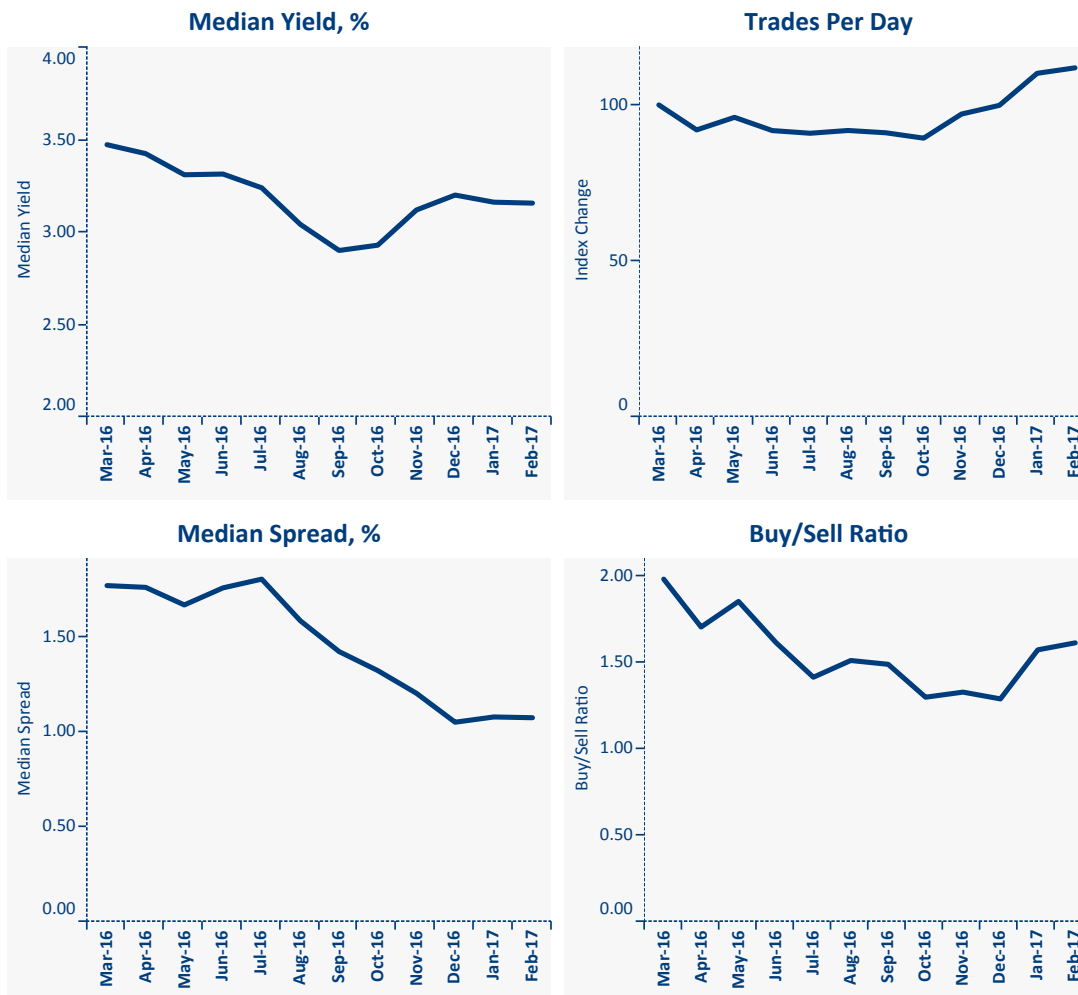 Median Yield, %
4.00
3.50
3.00
2.50
2.00
Median Yield
Mar-16
Apr-16
May-16
Jun-16
Jul-16
Aug-16
Sep-16
Oct-16
Nov-16
Dec-16
Jan-17
Feb-17
Trades Per Day
100
50
0
Index Change
Mar-16
Apr-16
May-16
Jun-16
Jul-16
Aug-16
Sep-16
Oct-16
Nov-16
Dec-16
Jan-17
Feb-17
Median Spread, %
1.50
1.00
0.50
0.00
Median Spread
Mar-16
Apr-16
May-16
Jun-16
Jul-16
Aug-16
Sep-16
Oct-16
Nov-16
Dec-16
Jan-17
Feb-17
Buy/Sell Ratio
2.00
1.50
1.00
0.50
0.00
Buy/Sell Ratio
Mar-16
Apr-16
May-16
Jun-16
Jul-16
Aug-16
Sep-16
Oct-16
Nov-16
Dec-16
Jan-17
Feb-17